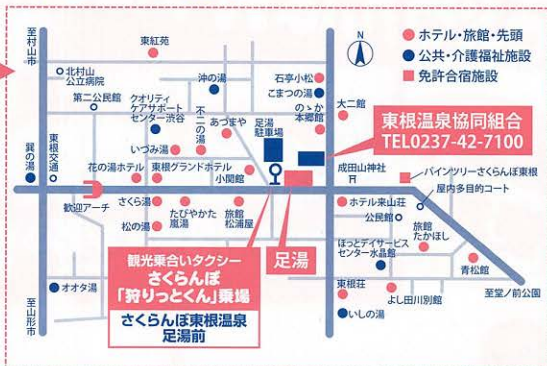 至村山市
東紅苑
北村山
公立病院
第二公民館
クオリティ
ケアサポート
センター渋谷
沖の湯
不二の湯
あづまや
石亭小松
こまつの湯
のゝか
本郷館
足湯
駐車場
大二館
N
ホテル・旅館・先頭
公共・介護福祉施設
免許合宿施設
東根温泉協同組合
TEL0237-42-7100
巽の湯
東根交通
いづみ湯
花の湯ホテル
東根グランドホテル
小関館
成田山神社
パインツリーさくらんぼ東根
屋内多目的コート
歓迎アーチ
さくら湯
松の湯
たびやかた
嵐湯
旅館
松浦屋
足湯
ホテル来山荘
公民館
旅館
たかほし
ほっとデイサービス
センター水晶館
青松館
観光乗合いタクシー
さくらんぼ
「狩りっとくん」乗場
さくらんぼ東根温泉
足湯前
オオタ湯
東根荘
よし田川別館
いしの湯
至堂ノ前公園
至山形市